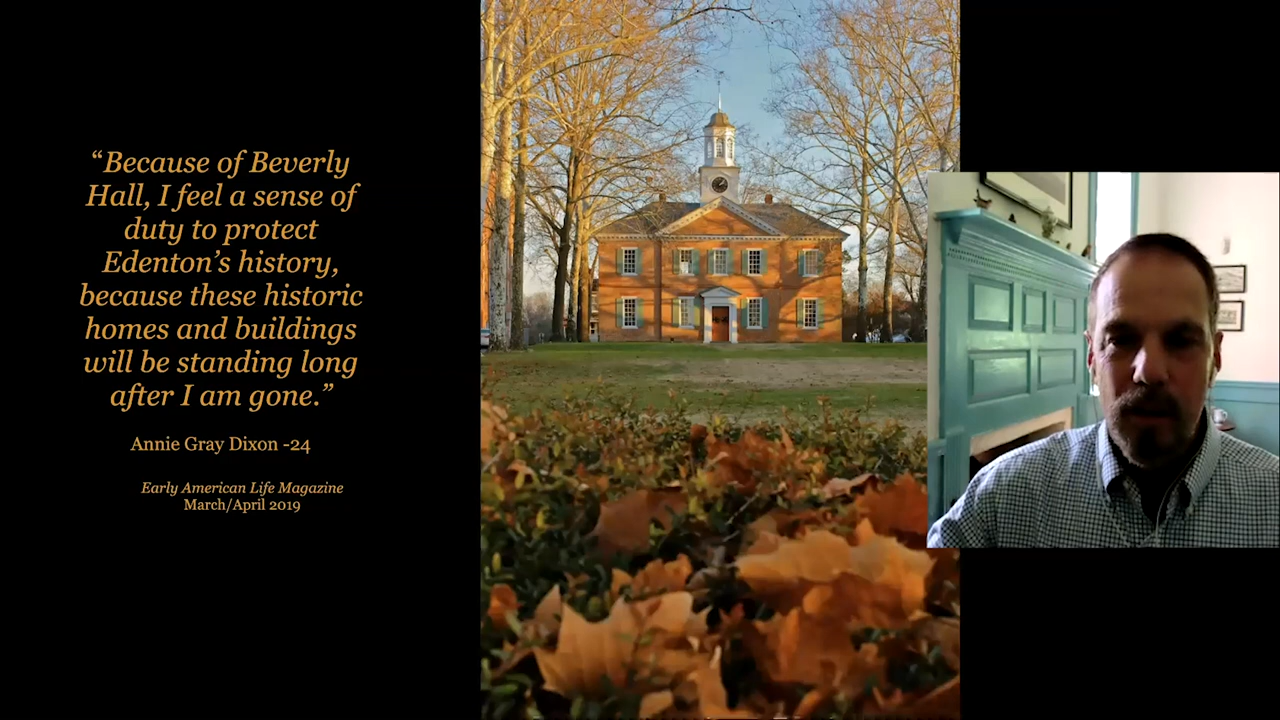 “Because of Beverly
Hall, I feel a sense of
duty to protect
Edenton’s history,
because these historic
homes and buildings
will be standing long
after I am gone.”
Annie Gray Dixon -24
Early American Life Magazine
March/April 2019